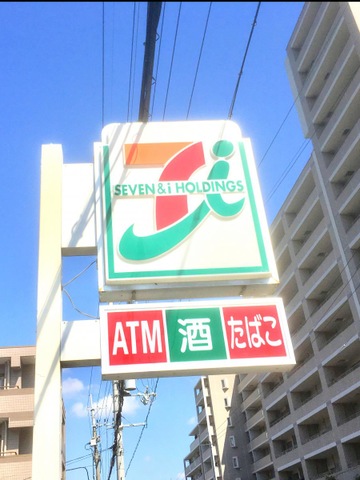 SEVEN & i HOLDINGS
ATM 酒 たばこ